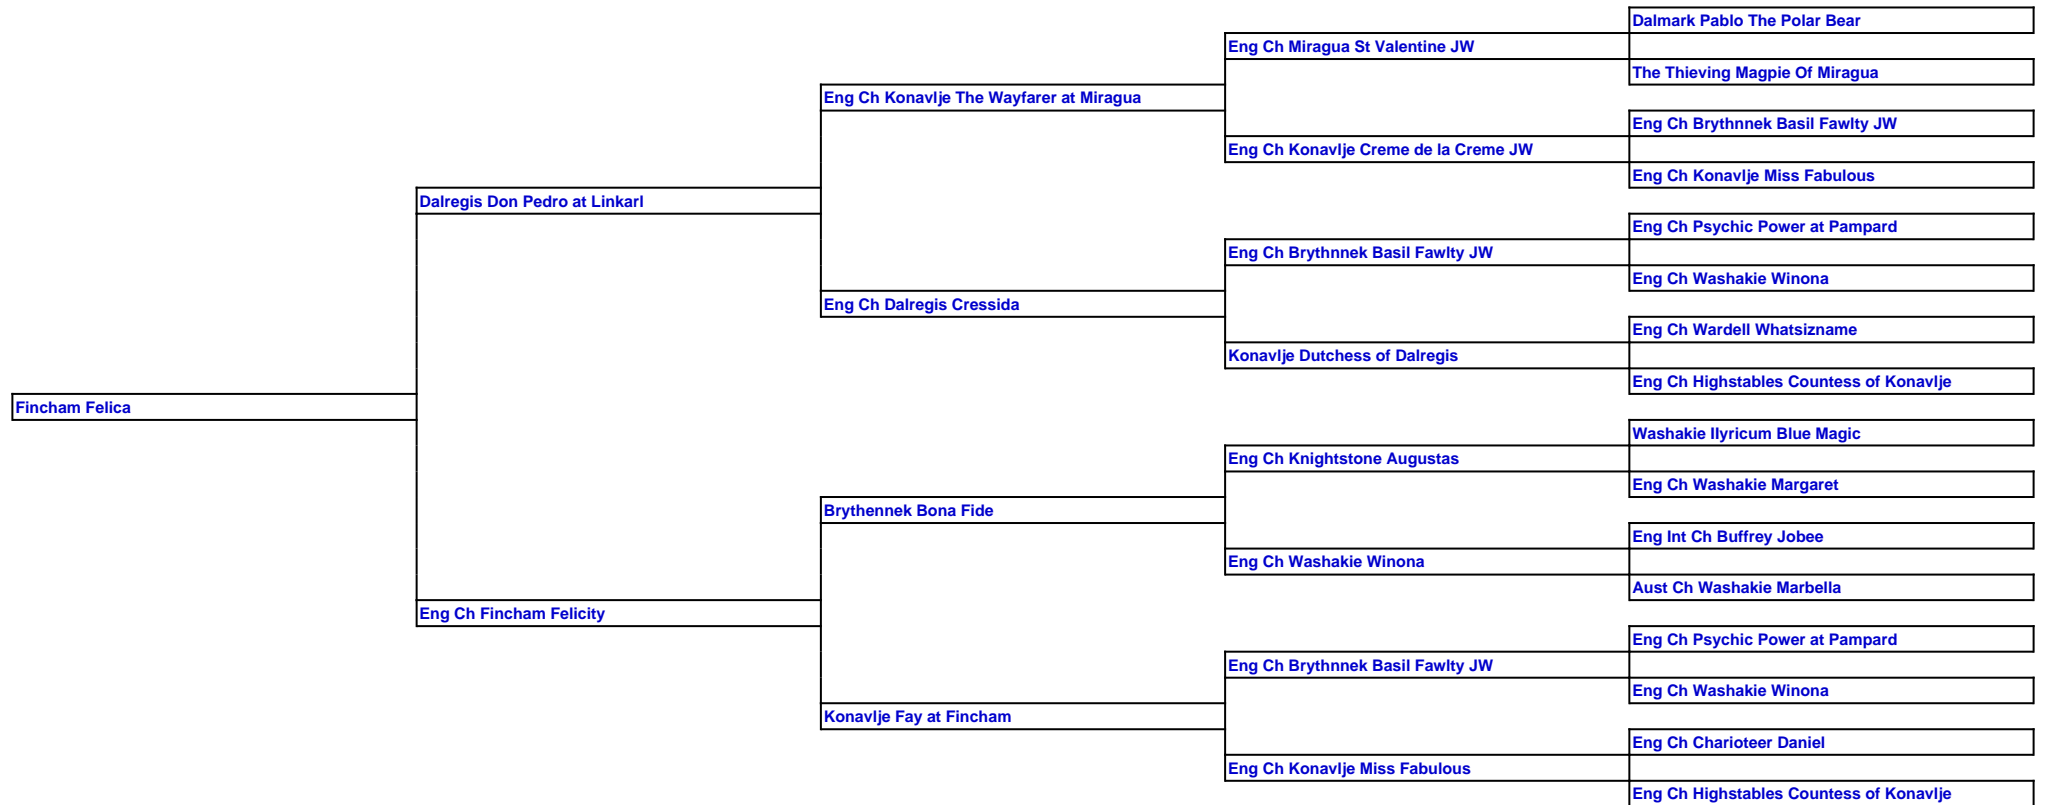 Dalmark Pablo The Polar Bear
Eng Ch Miragua St Valentine JW
The Thieving Magpie Of Miragua
Eng Ch Konavlje The Wayfarer at Miragua
Eng Ch Brythnnek Basil Fawlty JW
Eng Ch Konavlje Creme de la Creme JW
Eng Ch Konavlje Miss Fabulous
Dalregis Don Pedro at Linkarl
Eng Ch Psychic Power at Pampard
Eng Ch Brythnnek Basil Fawlty JW
Eng Ch Washakie Winona
Eng Ch Dalregis Cressida
Eng Ch Wardell Whatsizname
Konavlje Dutchess of Dalregis
Eng Ch Highstables Countess of Konavlje
Fincham Felica
Washakie Ilyricum Blue Magic
Eng Ch Knightstone Augustas
Eng Ch Washakie Margaret
Brythennek Bona Fide
Eng Int Ch Buffrey Jobee
Eng Ch Washakie Winona
Aust Ch Washakie Marbella
Eng Ch Fincham Felicity
Eng Ch Psychic Power at Pampard
Eng Ch Brythnnek Basil Fawlty JW
Eng Ch Washakie Winona
Konavlje Fay at Fincham
Eng Ch Charioteer Daniel
Eng Ch Konavlje Miss Fabulous
Eng Ch Highstables Countess of Konavlje